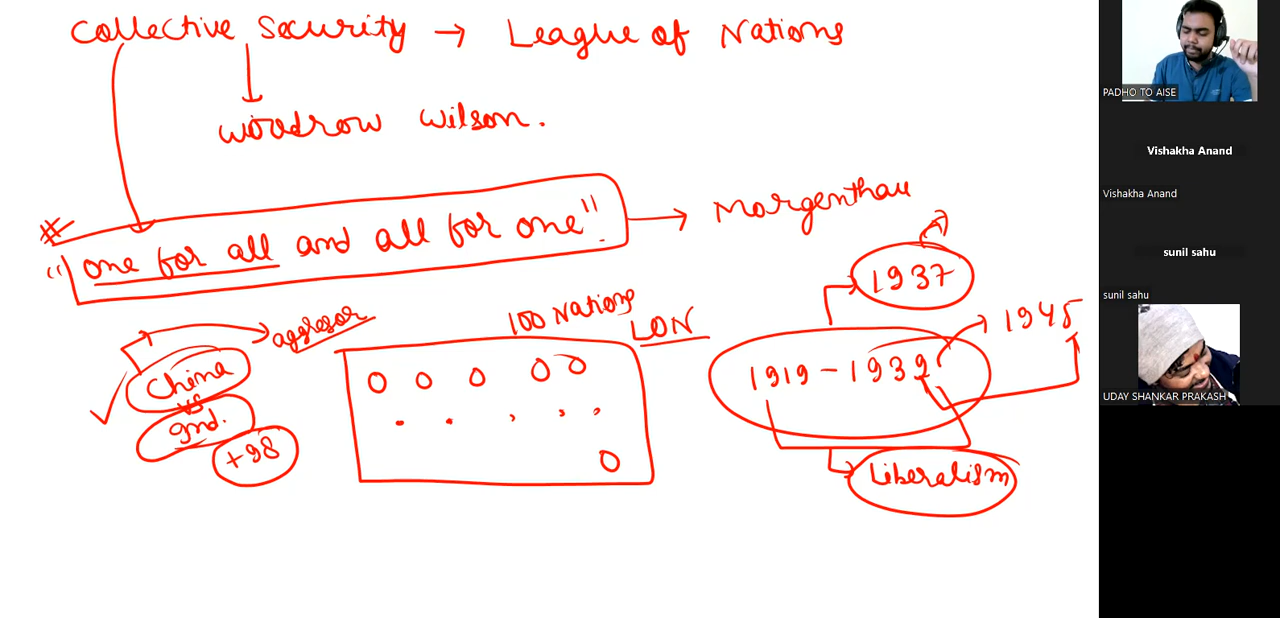 Collective Security → League of Nations
Woodrow Wilson.
"one for all and all for one". → Morgenthau
1937
100 Nations
LON
aggresor
1919 - 1939 → 1945
China
vs
Ind.
+98
Liberalism
PADHO TO AISE
Vishakha Anand
Vishakha Anand
sunil sahu
sunil sahu
UDAY SHANKAR PRAKASH